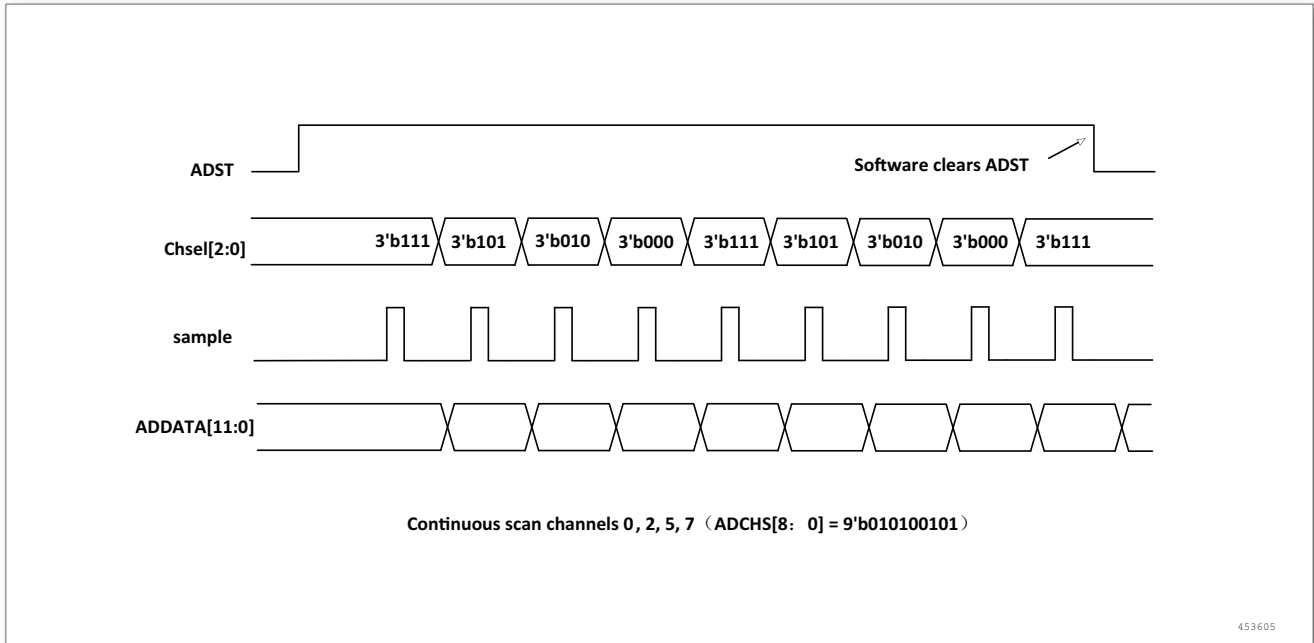 ADST
Software clears ADST
Chsel[2:0]
3'b111 3'b101 3'b010 3'b000 3'b111 3'b101 3'b010 3'b000 3'b111
sample
ADDATA[11:0]
Continuous scan channels 0 , 2, 5, 7（ADCHS[8： 0] = 9'b010100101）
453605